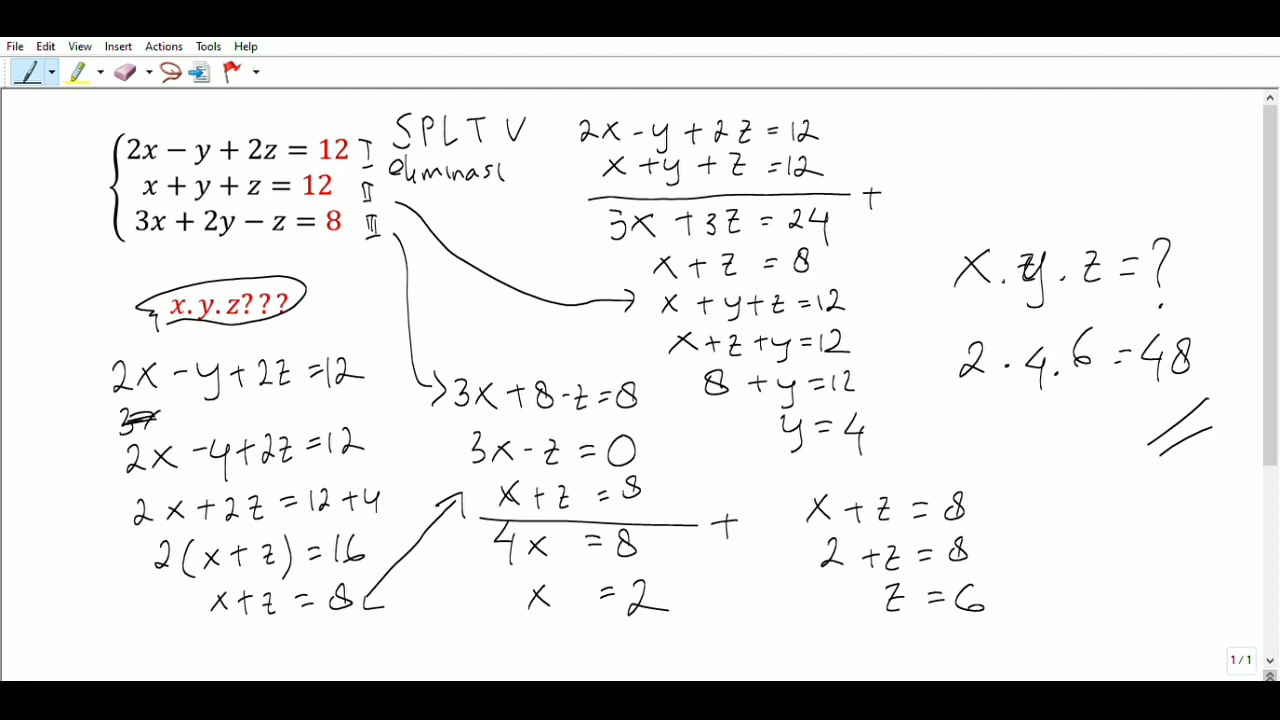 File Edit View Insert Actions Tools Help
2x − y + 2z = 12 I
x + y + z = 12 II
3x + 2y − z = 8 III
SPLTV
eliminasi
x.y.z???
2x - y + 2z = 12
3x
2x - y + 2z = 12
2x + 2z = 12 + 4
2(x + z) = 16
x + z = 8
3x + 8 - z = 8
3x - z = 0
x + z = 8
+
4x = 8
x = 2
2x - y + 2z = 12
x + y + z = 12
+
3x + 3z = 24
x + z = 8
x + y + z = 12
x + z + y = 12
8 + y = 12
y = 4
x + z = 8
2 + z = 8
z = 6
x . y . z = ?
2 . 4 . 6 = 48
1 / 1